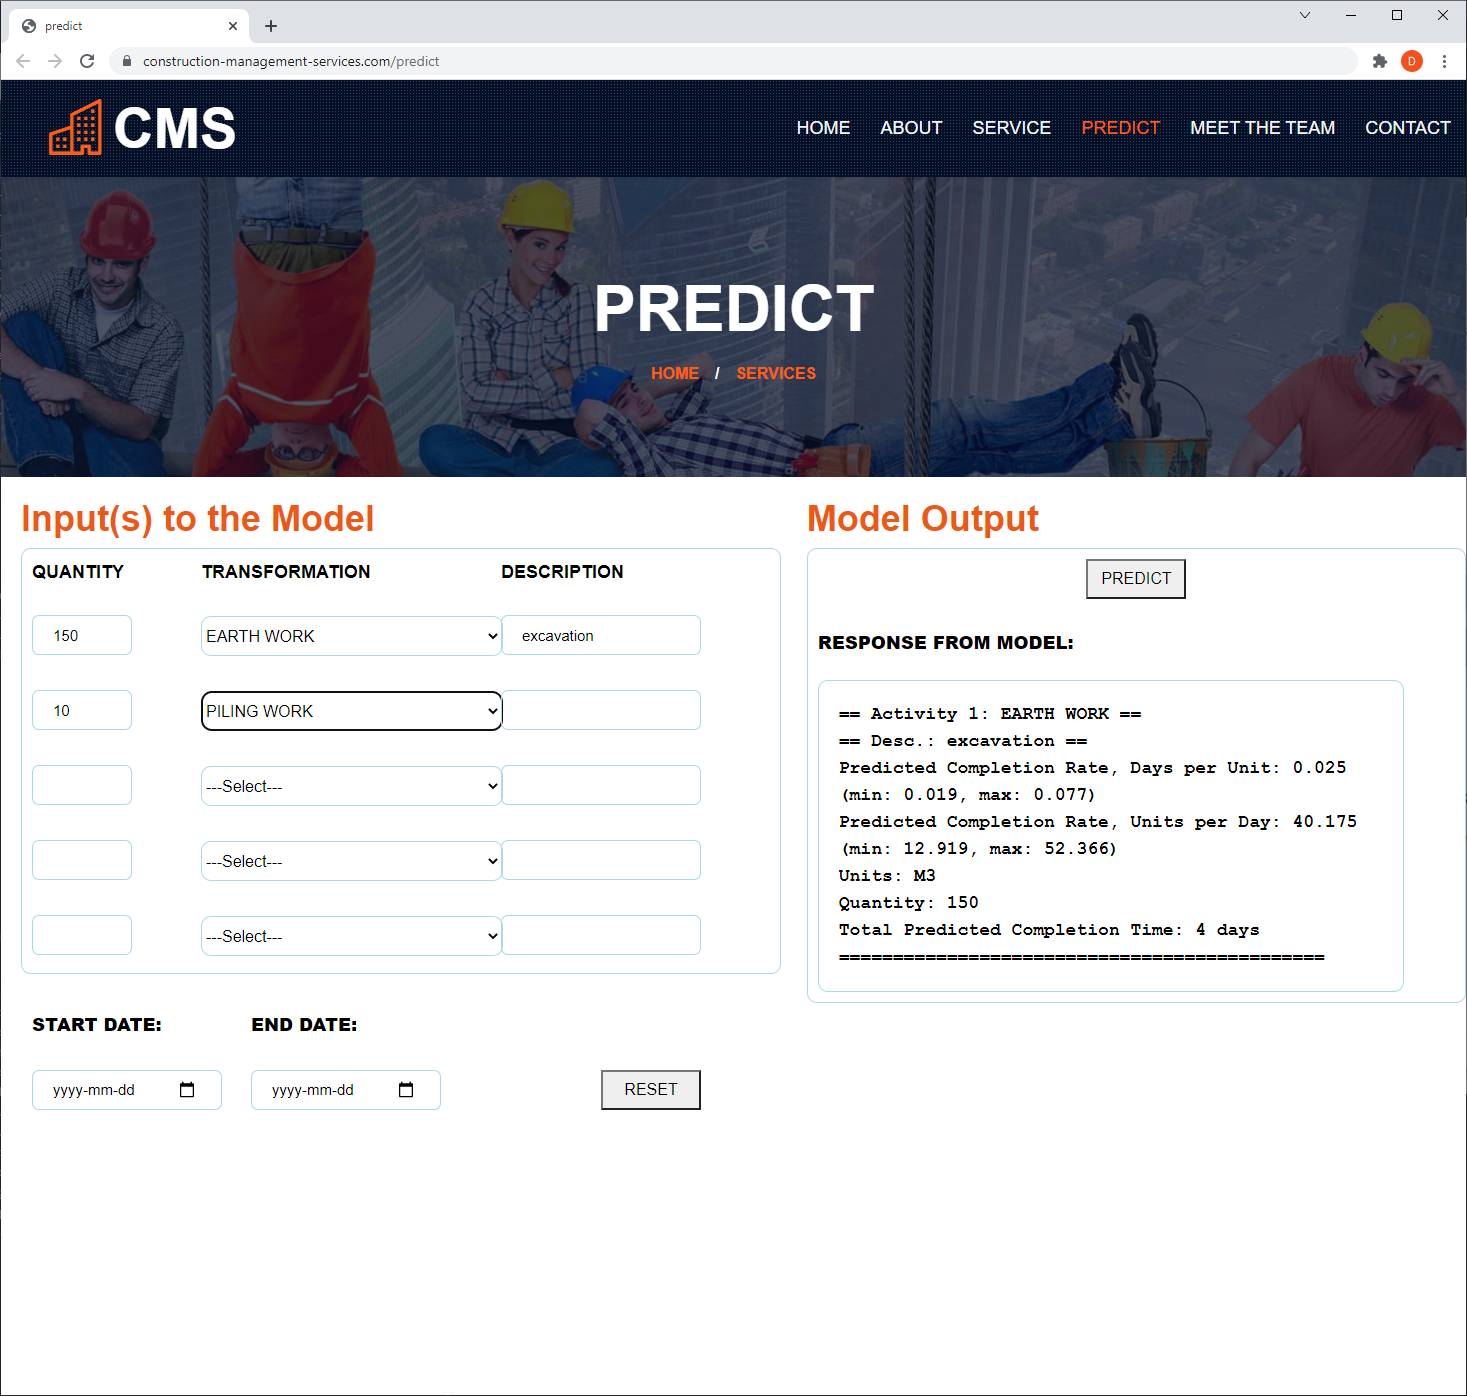 predict
construction-management-services.com/predict
D
CMS
HOME ABOUT SERVICE PREDICT MEET THE TEAM CONTACT
PREDICT
HOME / SERVICES
Input(s) to the Model
QUANTITY TRANSFORMATION DESCRIPTION
150 EARTH WORK excavation
10 PILING WORK
---Select---
---Select---
---Select---
START DATE: END DATE:
yyyy-mm-dd yyyy-mm-dd RESET
Model Output
PREDICT
RESPONSE FROM MODEL:
== Activity 1: EARTH WORK ==
== Desc.: excavation ==
Predicted Completion Rate, Days per Unit: 0.025
(min: 0.019, max: 0.077)
Predicted Completion Rate, Units per Day: 40.175
(min: 12.919, max: 52.366)
Units: M3
Quantity: 150
Total Predicted Completion Time: 4 days
=============================================